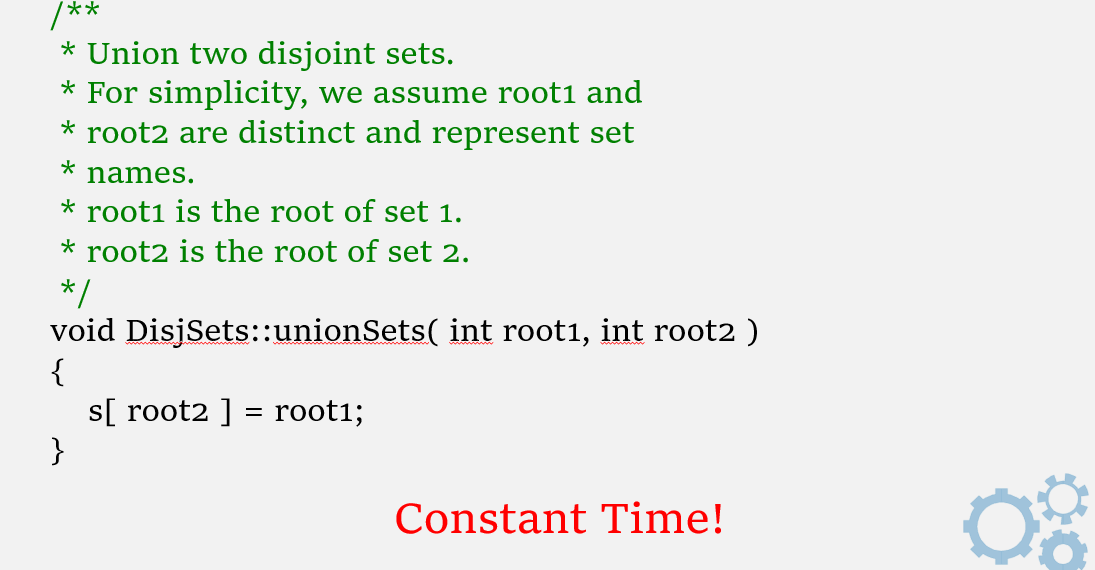 /**
 * Union two disjoint sets.
 * For simplicity, we assume root1 and
 * root2 are distinct and represent set
 * names.
 * root1 is the root of set 1.
 * root2 is the root of set 2.
 */
void DisjSets::unionSets( int root1, int root2 )
{
    s[ root2 ] = root1;
}
Constant Time!